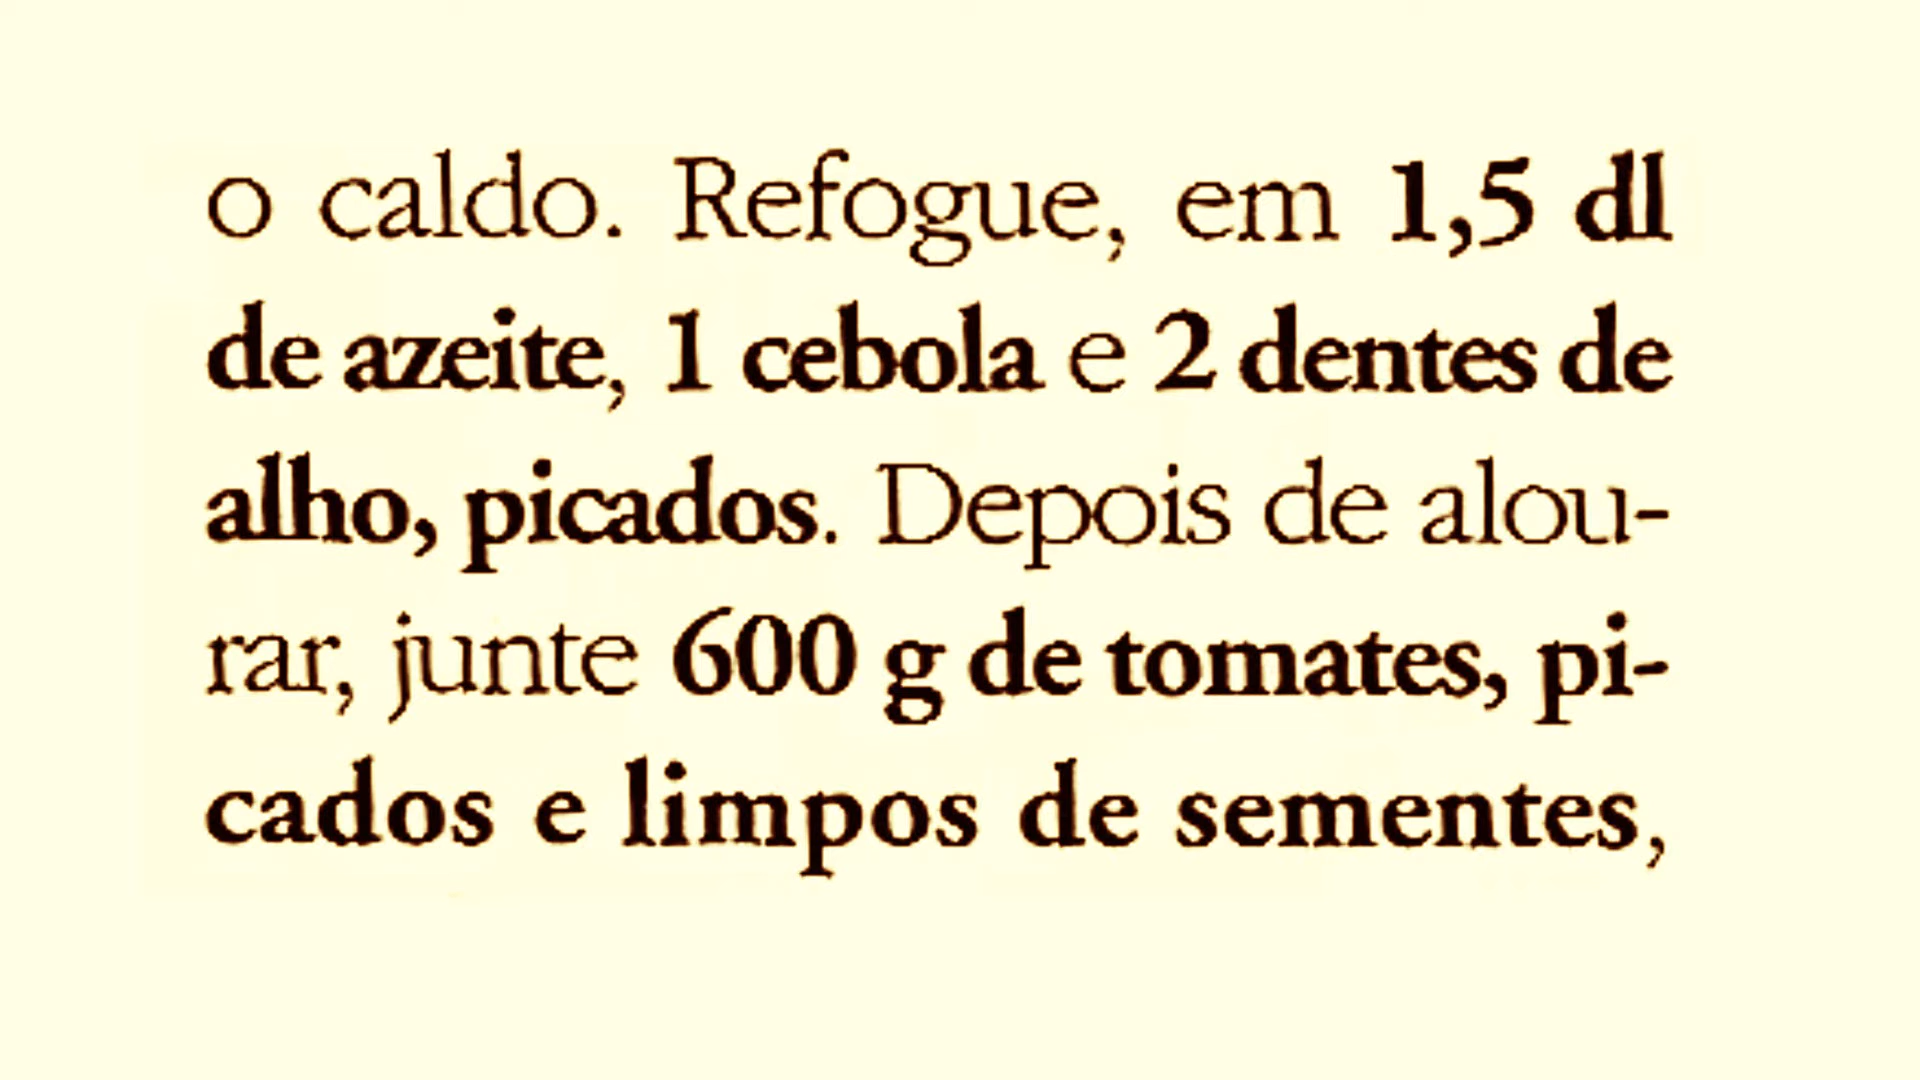 o caldo. Refogue, em 1,5 dl
de azeite, 1 cebola e 2 dentes de
alho, picados. Depois de alou-
rar, junte 600 g de tomates, pi-
cados e limpos de sementes,